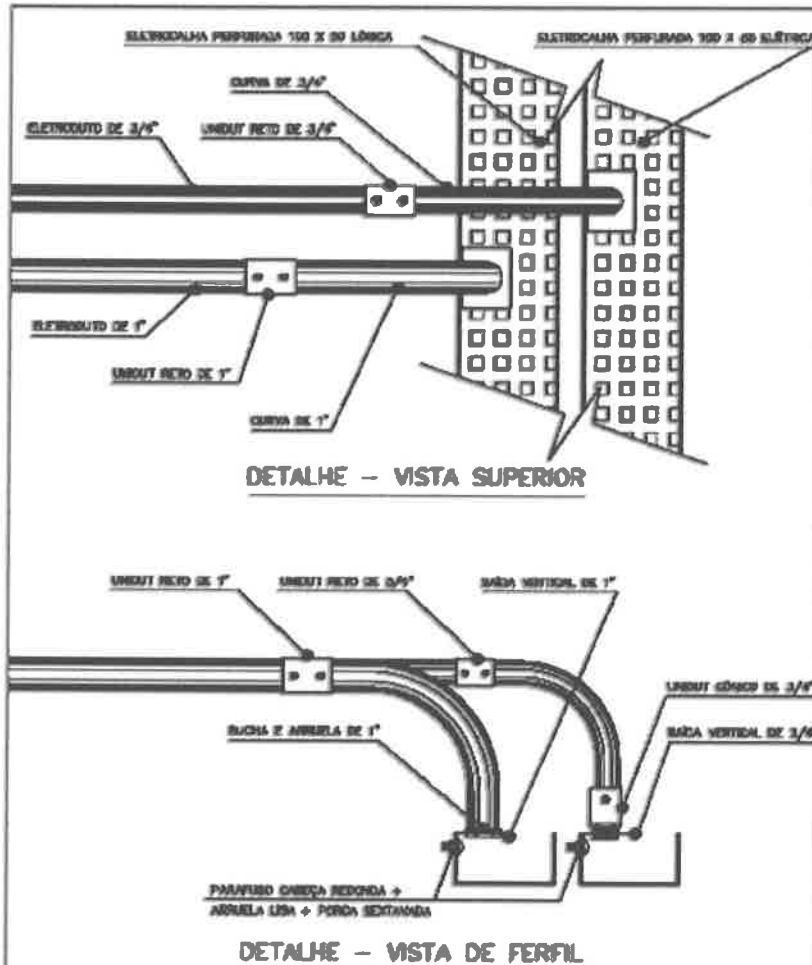 ELETROCALHA PERFURADA 100 X 50 LÓGICA
ELETROCALHA PERFURADA 100 X 50 ELÉTRICA
CURVA DE 3/4"
ELETRODUTO DE 3/4"
UNIDUT RETO DE 3/4"
ELETRODUTO DE 1"
UNIDUT RETO DE 1"
CURVA DE 1"
DETALHE - VISTA SUPERIOR
UNIDUT RETO DE 1"
UNIDUT RETO DE 3/4"
SAÍDA VERTICAL DE 1"
UNIDUT CÔNICO DE 3/4"
BUCHA E ARRUELA DE 1"
SAÍDA VERTICAL DE 3/4"
PARAFUSO CABEÇA REDONDA +
ARRUELA LISA + PORCA SEXTAVADA
DETALHE - VISTA DE FERFIL